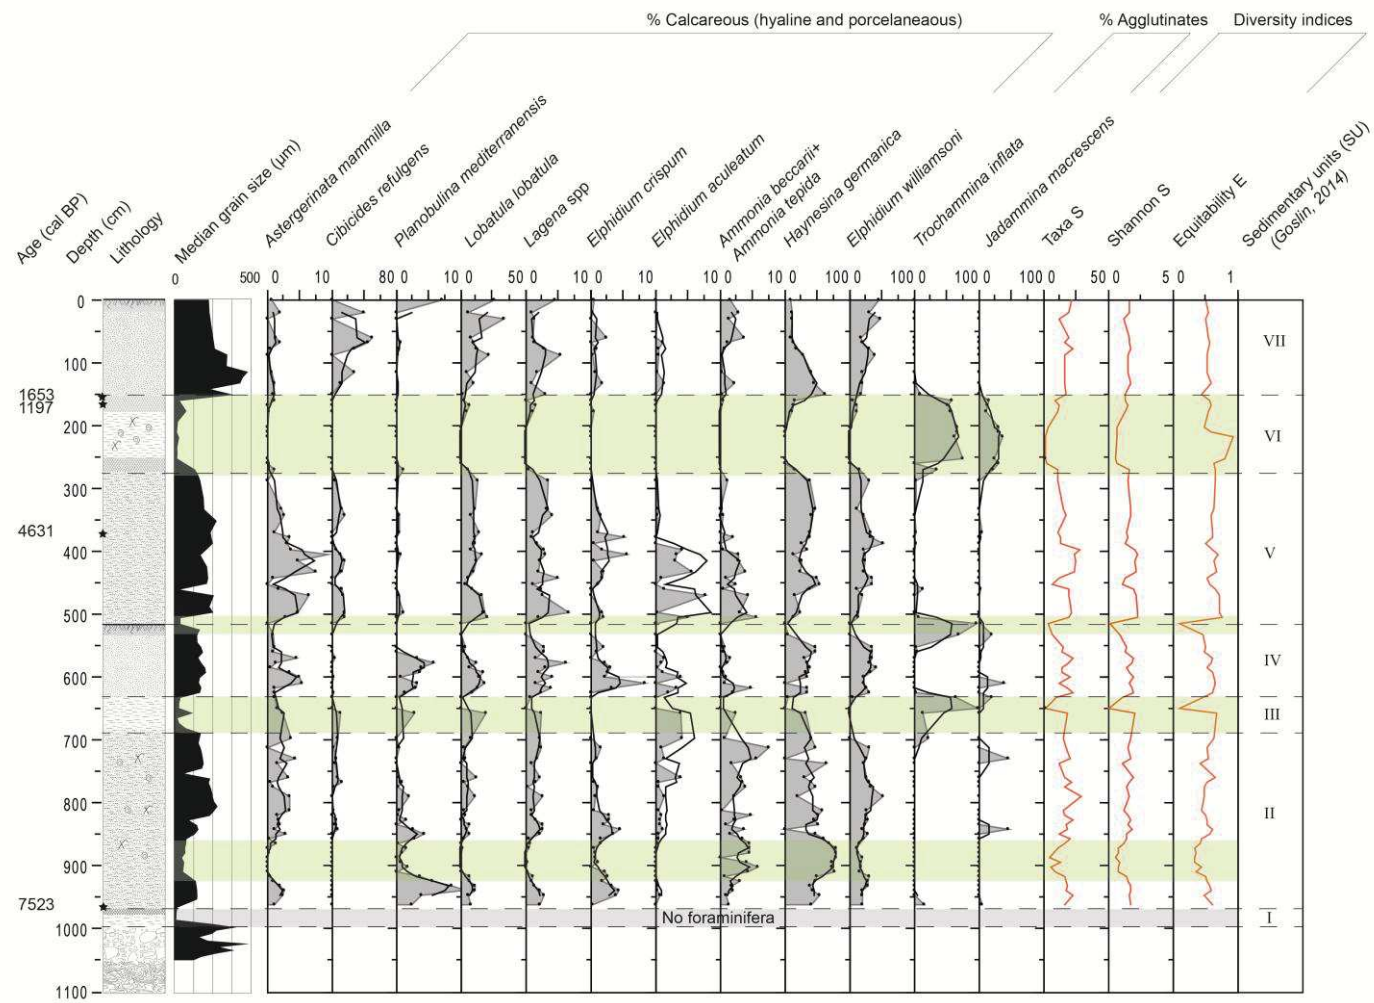 % Calcareous (hyaline and porcelaneaous)
% Agglutinates
Diversity indices
Age (cal BP)
Depth (cm)
Lithology
Median grain size (µm)
Astergerinata mammilla
Cibicides refulgens
Planobulina mediterranensis
Lobatula lobatula
Lagena spp
Elphidium crispum
Elphidium aculeatum
Ammonia beccarii+
Ammonia tepida
Haynesina germanica
Elphidium williamsoni
Trochammina inflata
Jadammina macrescens
Taxa S
Shannon S
Equitability E
Sedimentary units (SU)
(Goslin, 2014)
0 500 0 10 0 80 0 10 0 50 0 10 0 10 0 10 0 100 0 100 0 100 0 100 0 50 0 5 0 1
0
VII
100
1653
1197
200
VI
300
4631
400
V
500
IV
600
III
700
800
II
900
7523
No foraminifera
I
1000
1100